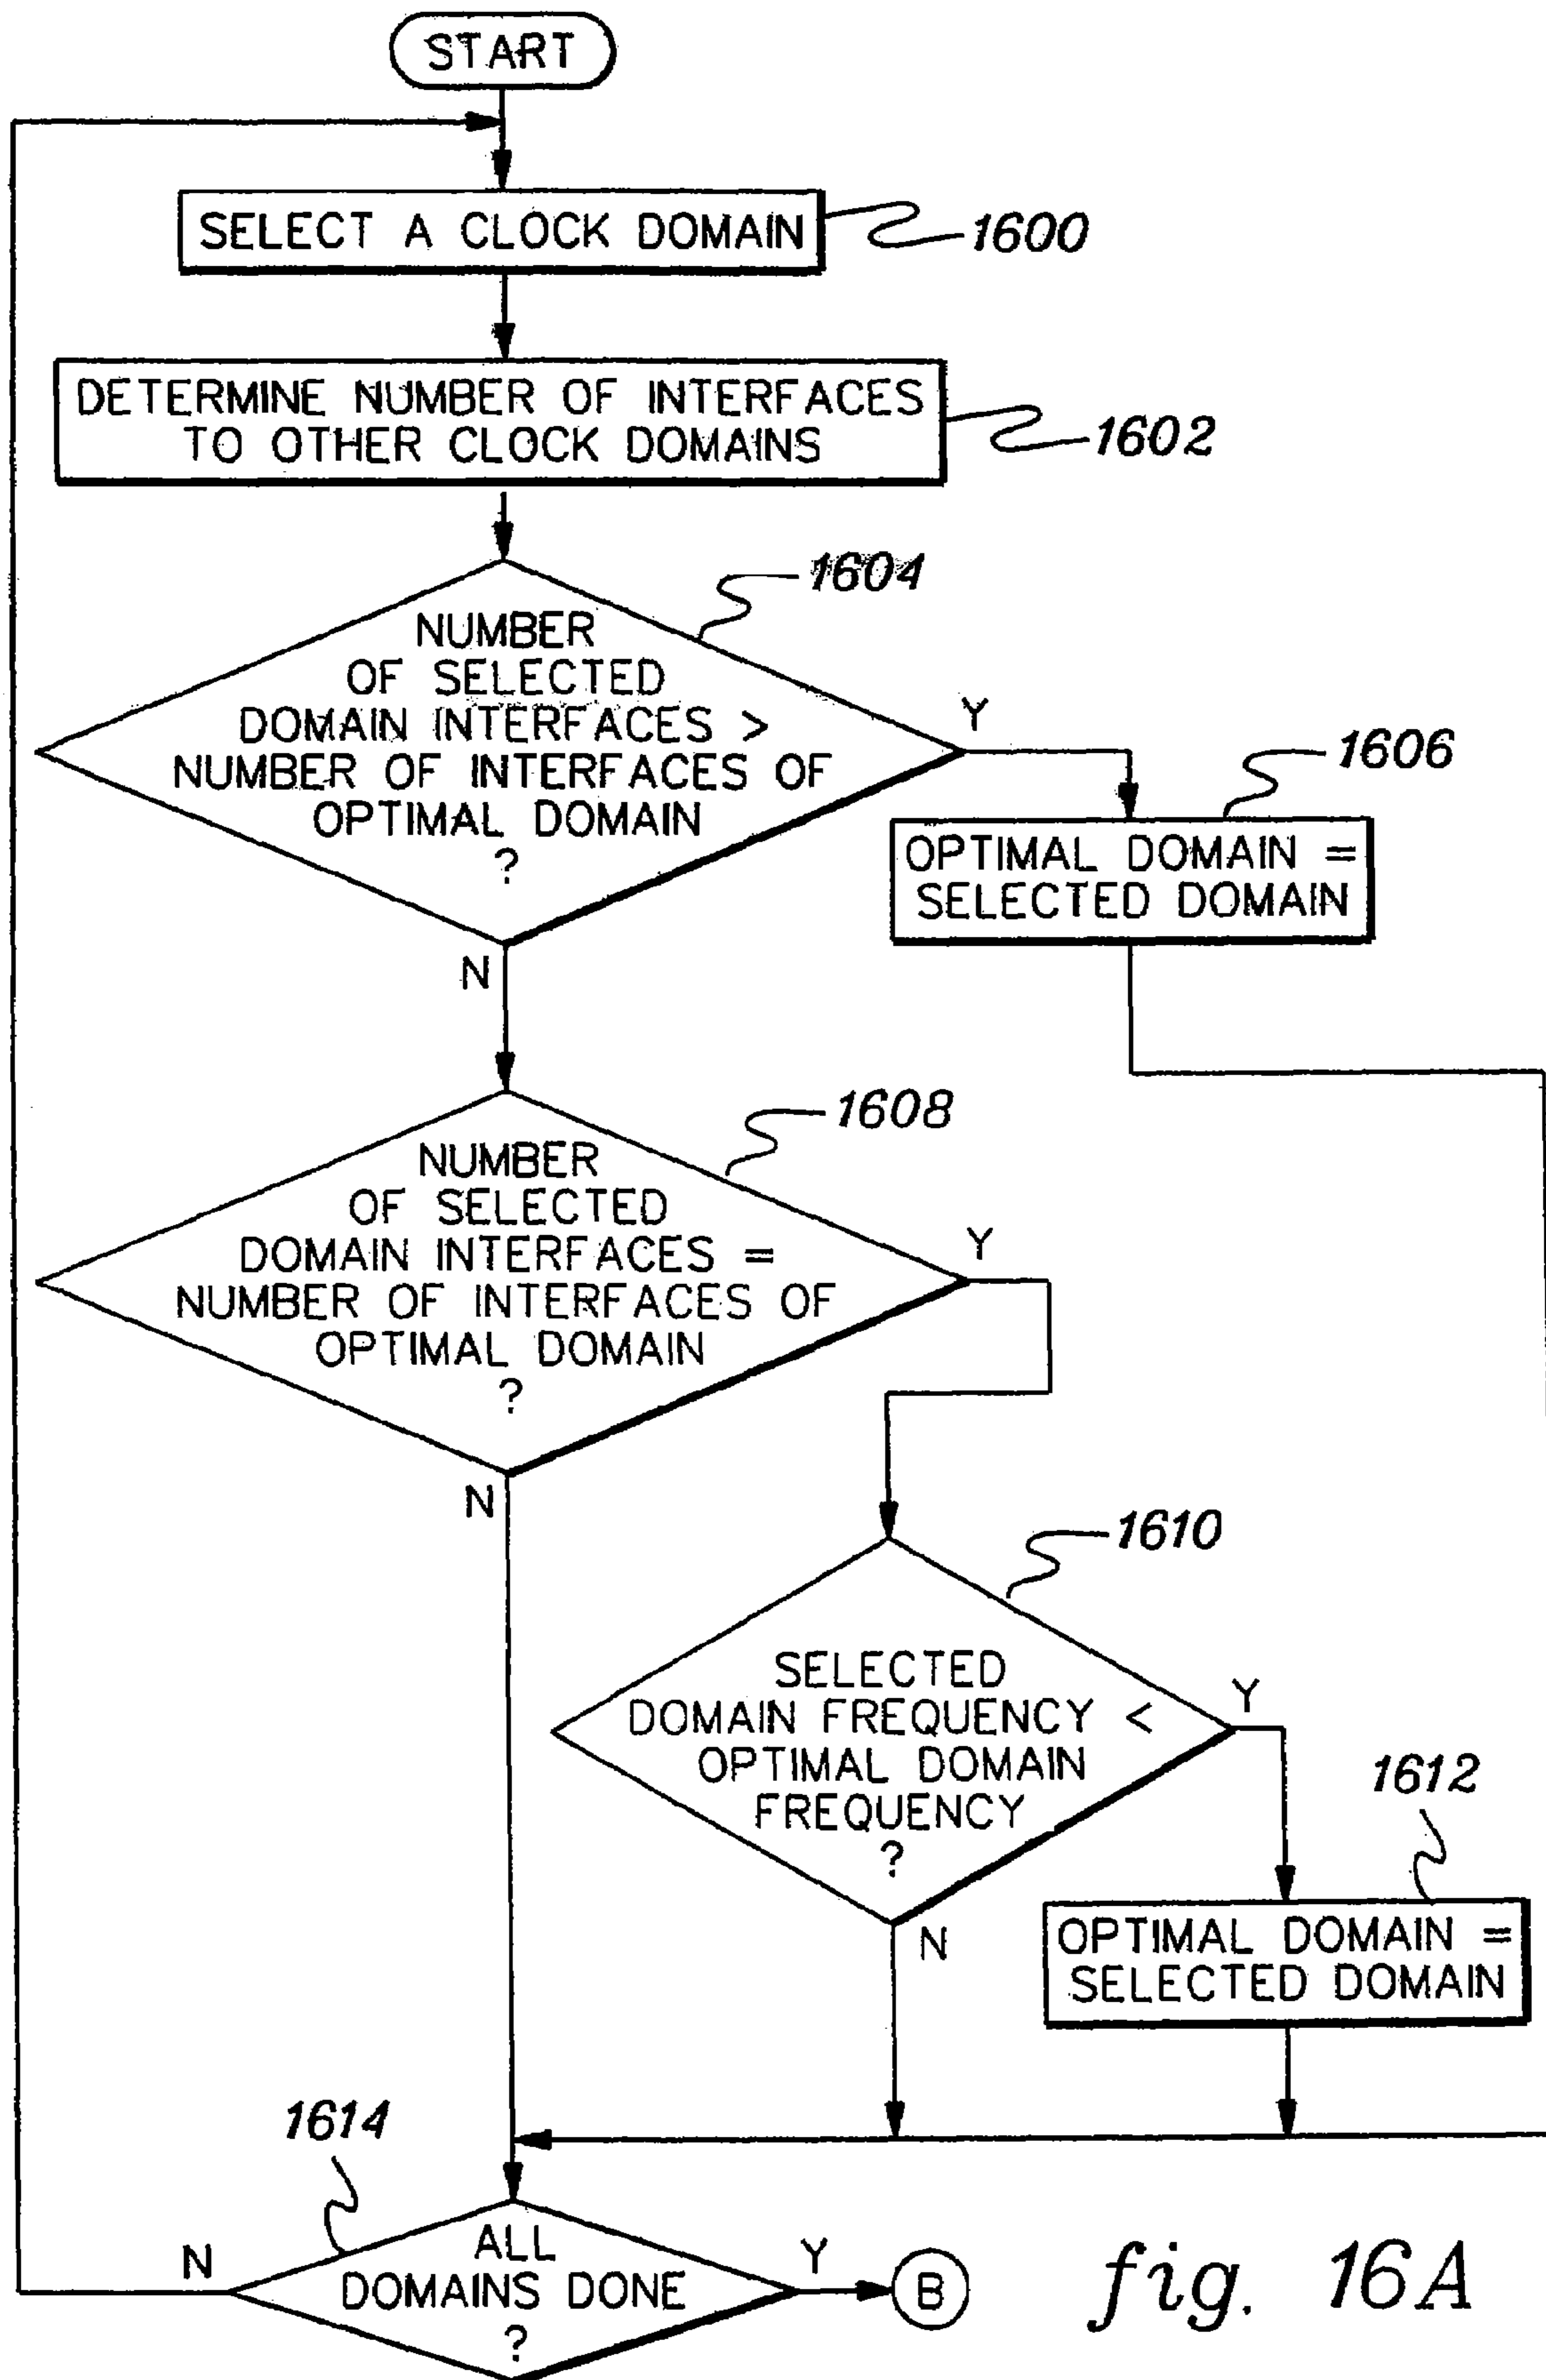 START
SELECT A CLOCK DOMAIN
1600
DETERMINE NUMBER OF INTERFACES
TO OTHER CLOCK DOMAINS
1602
1604
NUMBER
OF SELECTED
DOMAIN INTERFACES >
NUMBER OF INTERFACES OF
OPTIMAL DOMAIN
?
Y
N
1606
OPTIMAL DOMAIN =
SELECTED DOMAIN
1608
NUMBER
OF SELECTED
DOMAIN INTERFACES =
NUMBER OF INTERFACES OF
OPTIMAL DOMAIN
?
Y
N
1610
SELECTED
DOMAIN FREQUENCY <
OPTIMAL DOMAIN
FREQUENCY
?
Y
N
1612
OPTIMAL DOMAIN =
SELECTED DOMAIN
1614
ALL
DOMAINS DONE
?
N
Y
B
fig. 16A